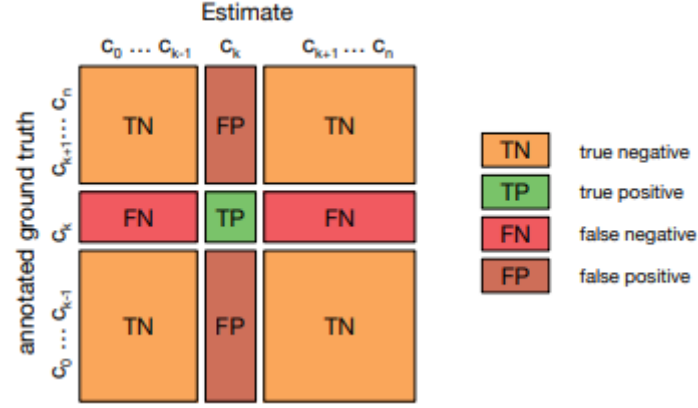 Estimate
C0 ... Ck-1 Ck Ck+1 ... Cn
annotated ground truth
Ck+1 ... Cn
TN FP TN
Ck
FN TP FN
C0 ... Ck-1
TN FP TN
TN true negative
TP true positive
FN false negative
FP false positive